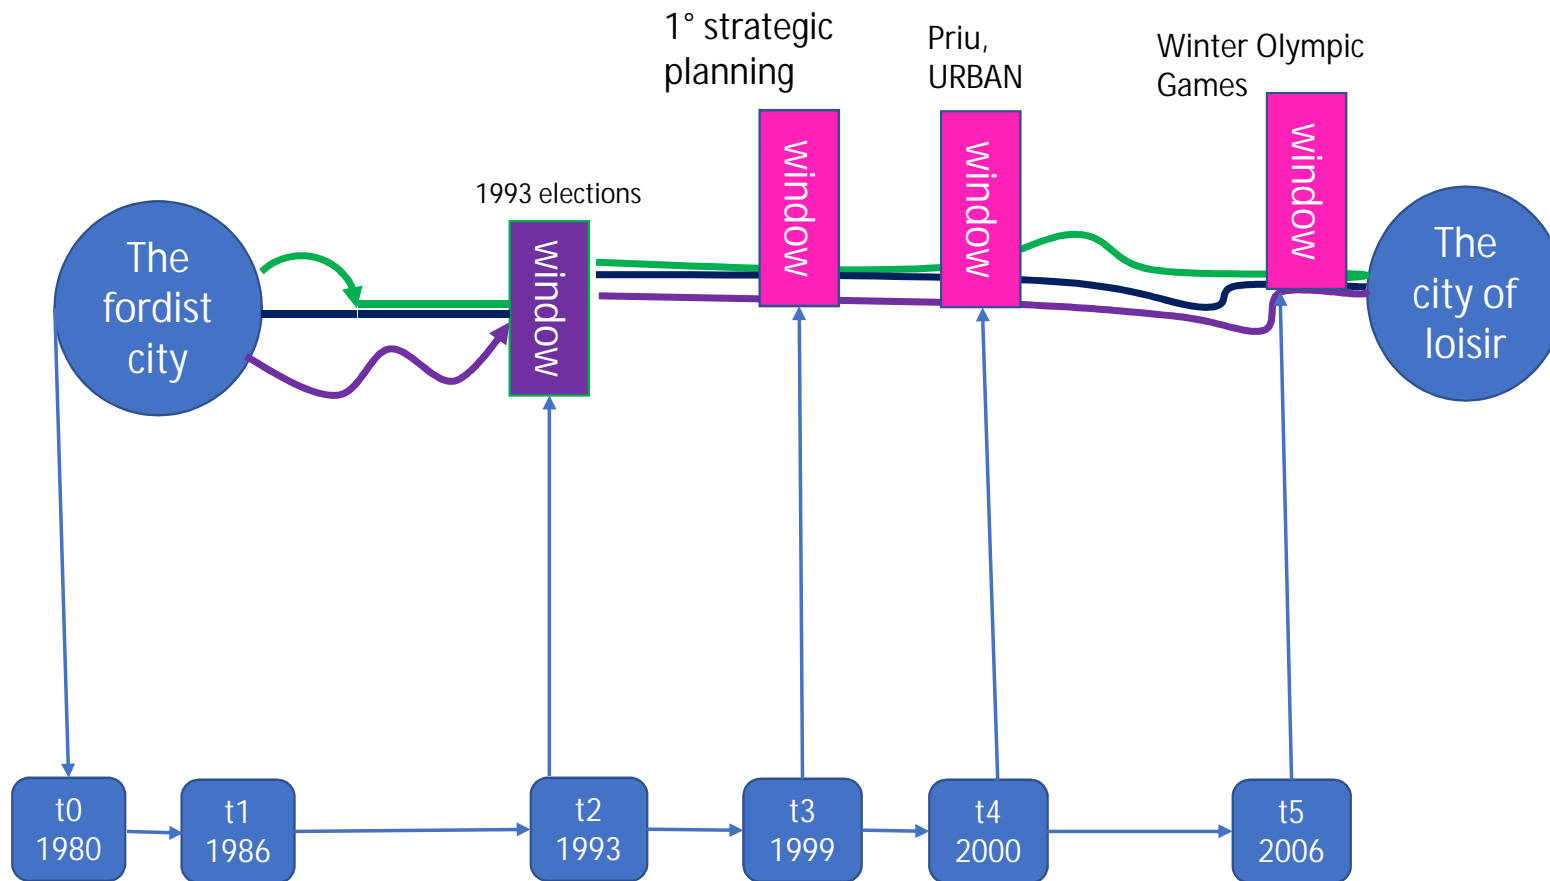 1° strategic
planning
Priu,
URBAN
Winter Olympic
Games
1993 elections
window
window
window
window
The
fordist
city
The
city of
loisir
t0
1980
t1
1986
t2
1993
t3
1999
t4
2000
t5
2006